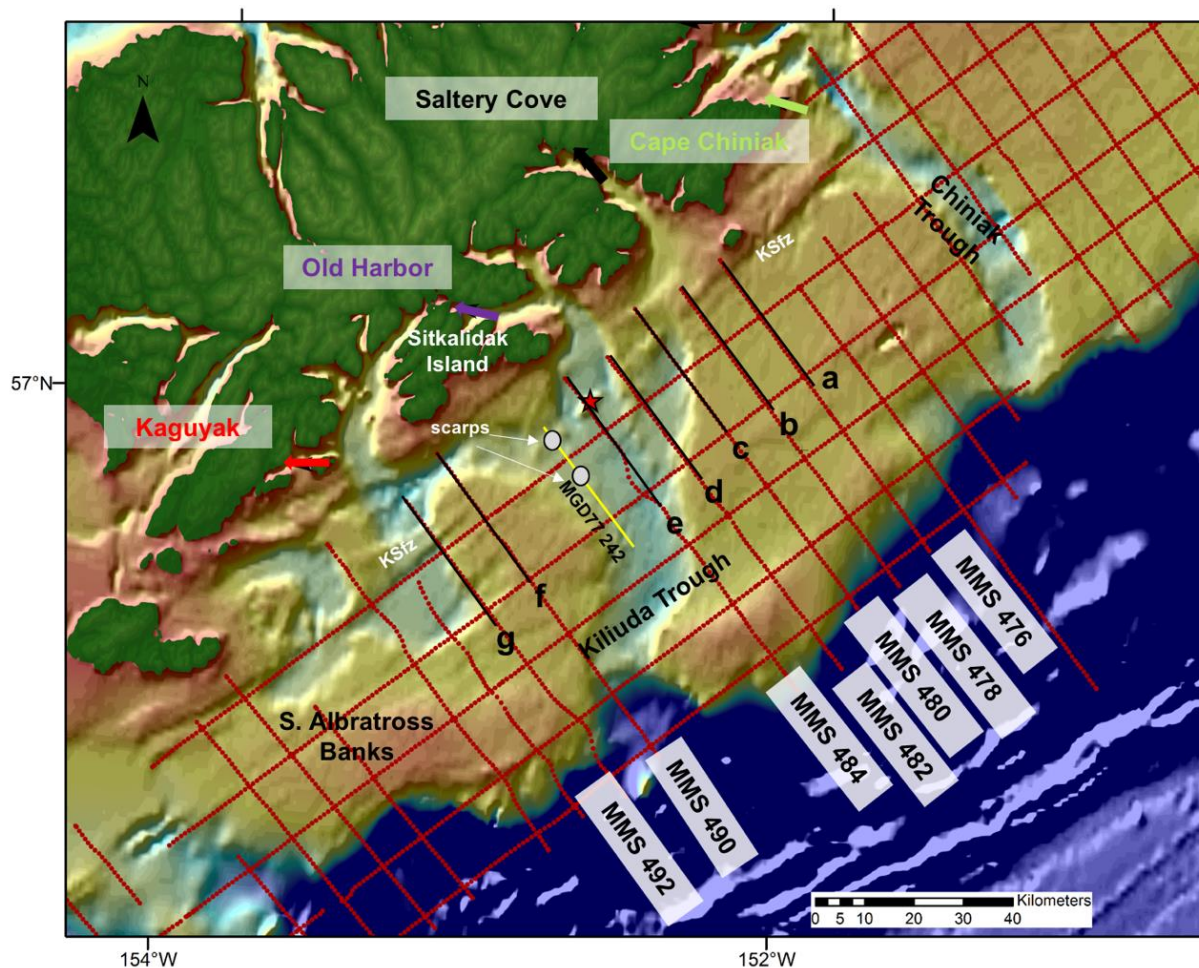 N
Saltery Cove
Cape Chiniak
Chiniak
Trough
KSfz
Old Harbor
Sitkalidak
Island
57°N
a
b
Kaguyak
scarps
c
d
MGD77 242
e
KSfz
f
g
Kiliuda Trough
MMS 476
MMS 478
MMS 480
MMS 482
MMS 484
S. Albratross
Banks
MMS 490
MMS 492
Kilometers
0 5 10 20 30 40
154°W
152°W